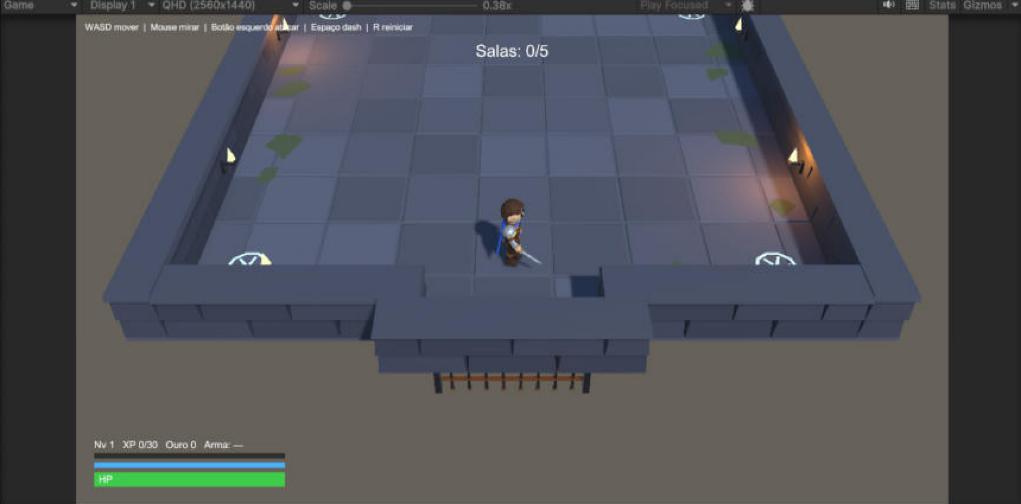 Game Display 1 QHD (2560x1440) Scale 0.38x Play Focused Stats Gizmos
WASD mover | Mouse mirar | Botão esquerdo atacar | Espaço dash | R reiniciar
Salas: 0/5
Nv 1 XP 0/30 Ouro 0 Arma: —
HP